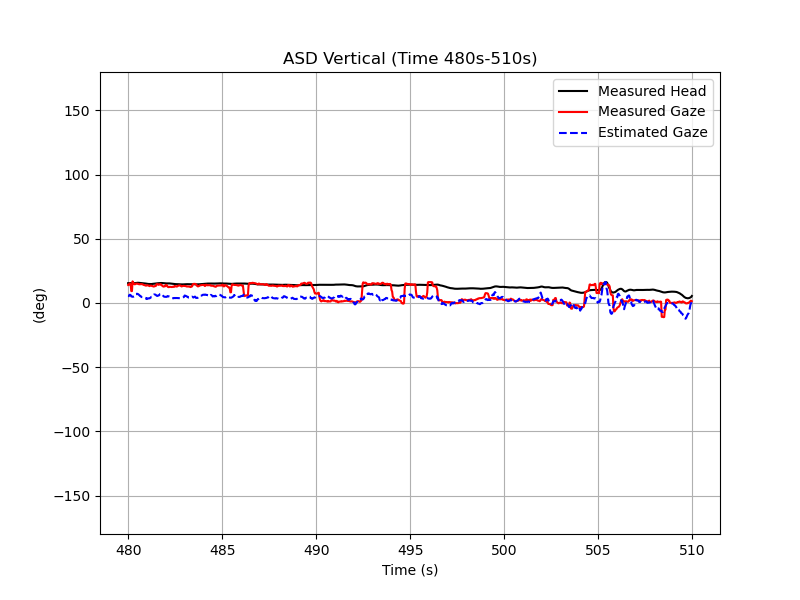 ASD Vertical (Time 480s-510s)
Measured Head
Measured Gaze
Estimated Gaze
150
100
50
0
−50
−100
−150
(deg)
480 485 490 495 500 505 510
Time (s)